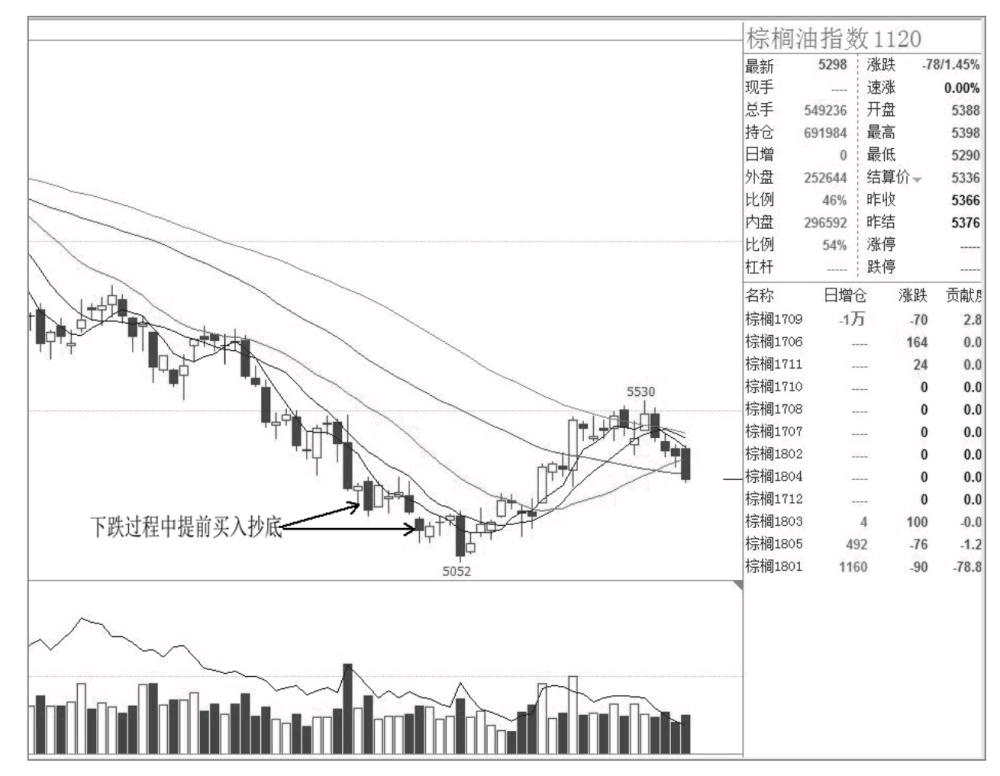 棕榈油指数1120
最新 5298 涨跌 -78/1.45%
现手 ---- 速涨 0.00%
总手 549236 开盘 5388
持仓 691984 最高 5398
日增 0 最低 5290
外盘 252644 结算价 5336
比例 46% 昨收 5366
内盘 296592 昨结 5376
比例 54% 涨停 -----
杠杆 ----- 跌停 -----
名称 日增仓 涨跌 贡献
棕榈1709 -1万 -70 2.8
棕榈1706 ---- 164 0.0
棕榈1711 ---- 24 0.0
棕榈1710 ---- 0 0.0
棕榈1708 ---- 0 0.0
棕榈1707 ---- 0 0.0
棕榈1802 ---- 0 0.0
棕榈1804 ---- 0 0.0
棕榈1712 ---- 0 0.0
棕榈1803 4 100 -0.0
棕榈1805 492 -76 -1.2
棕榈1801 1160 -90 -78.8
5530
下跌过程中提前买入抄底
5052